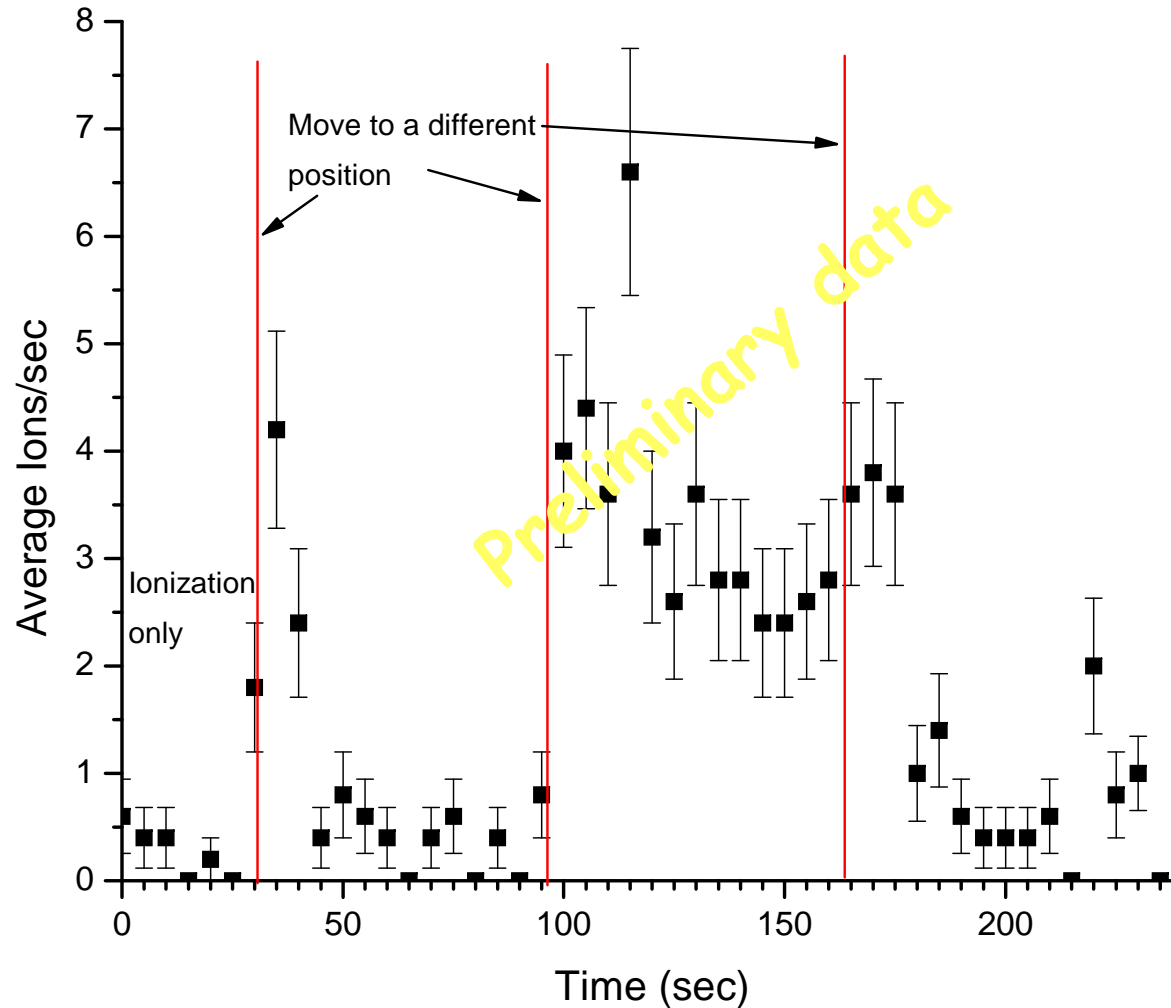 8
7
6
5
4
3
2
1
0
Average Ions/sec
Move to a different
position
Preliminary data
Ionization
only
0
50
100
150
200
Time (sec)